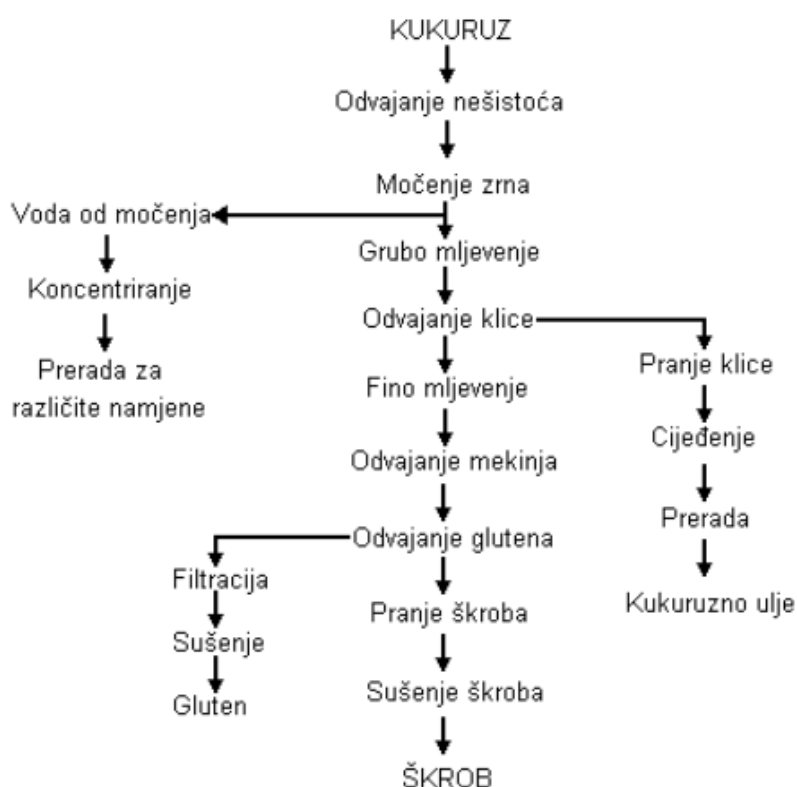 KUKURUZ
Odvajanje nešistoća
Močenje zrna
Voda od močenja
Grubo mljevenje
Koncentriranje
Odvajanje klice
Prerada za
različite namjene
Pranje klice
Fino mljevenje
Cijeđenje
Odvajanje mekinja
Prerada
Odvajanje glutena
Filtracija
Kukuruzno ulje
Pranje škroba
Sušenje
Sušenje škroba
Gluten
ŠKROB